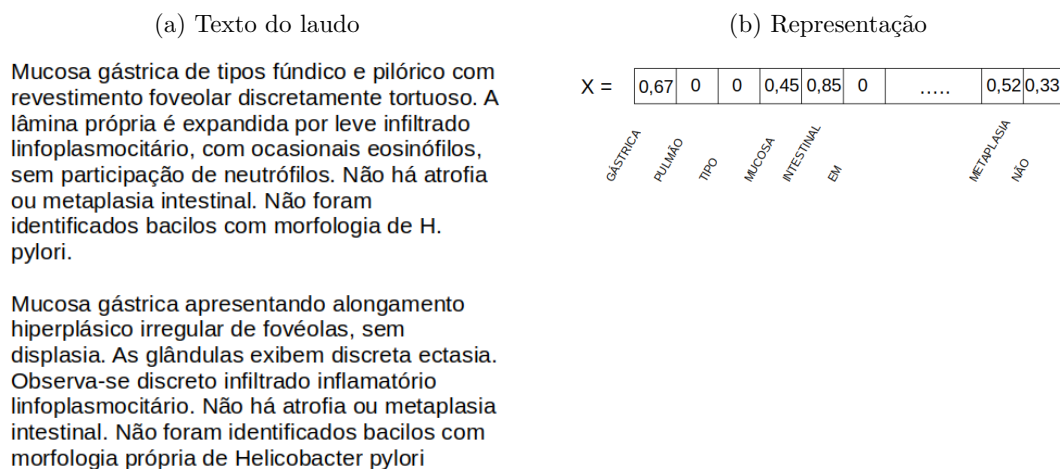 (a) Texto do laudo
Mucosa gástrica de tipos fúndico e pilórico com
revestimento foveolar discretamente tortuoso. A
lâmina própria é expandida por leve infiltrado
linfoplasmocitário, com ocasionais eosinófilos,
sem participação de neutrófilos. Não há atrofia
ou metaplasia intestinal. Não foram
identificados bacilos com morfologia de H.
pylori.
Mucosa gástrica apresentando alongamento
hiperplásico irregular de fovéolas, sem
displasia. As glândulas exibem discreta ectasia.
Observa-se discreto infiltrado inflamatório
linfoplasmocitário. Não há atrofia ou metaplasia
intestinal. Não foram identificados bacilos com
morfologia própria de Helicobacter pylori
(b) Representação
X = 0,67 0 0 0,45 0,85 0 ..... 0,52 0,33
GÁSTRICA PULMÃO TIPO MUCOSA INTESTINAL EM METAPLASIA NÃO